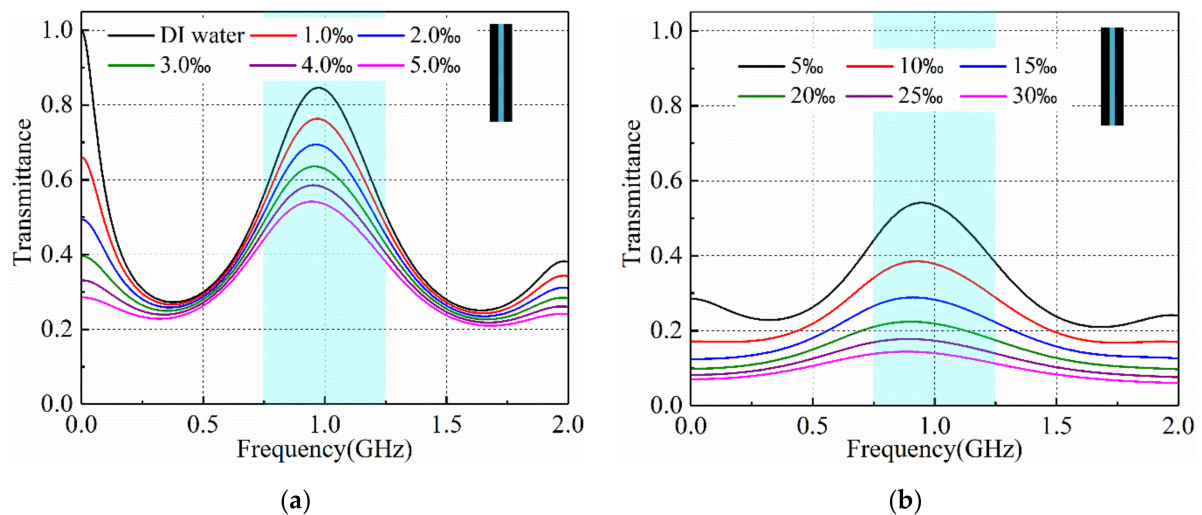 DI water 1.0‰ 2.0‰
3.0‰ 4.0‰ 5.0‰
Transmittance
1.0
0.8
0.6
0.4
0.2
0.0
0.0 0.5 1.0 1.5 2.0
Frequency(GHz)
(a)
5‰ 10‰ 15‰
20‰ 25‰ 30‰
Transmittance
1.0
0.8
0.6
0.4
0.2
0.0
0.0 0.5 1.0 1.5 2.0
Frequency(GHz)
(b)